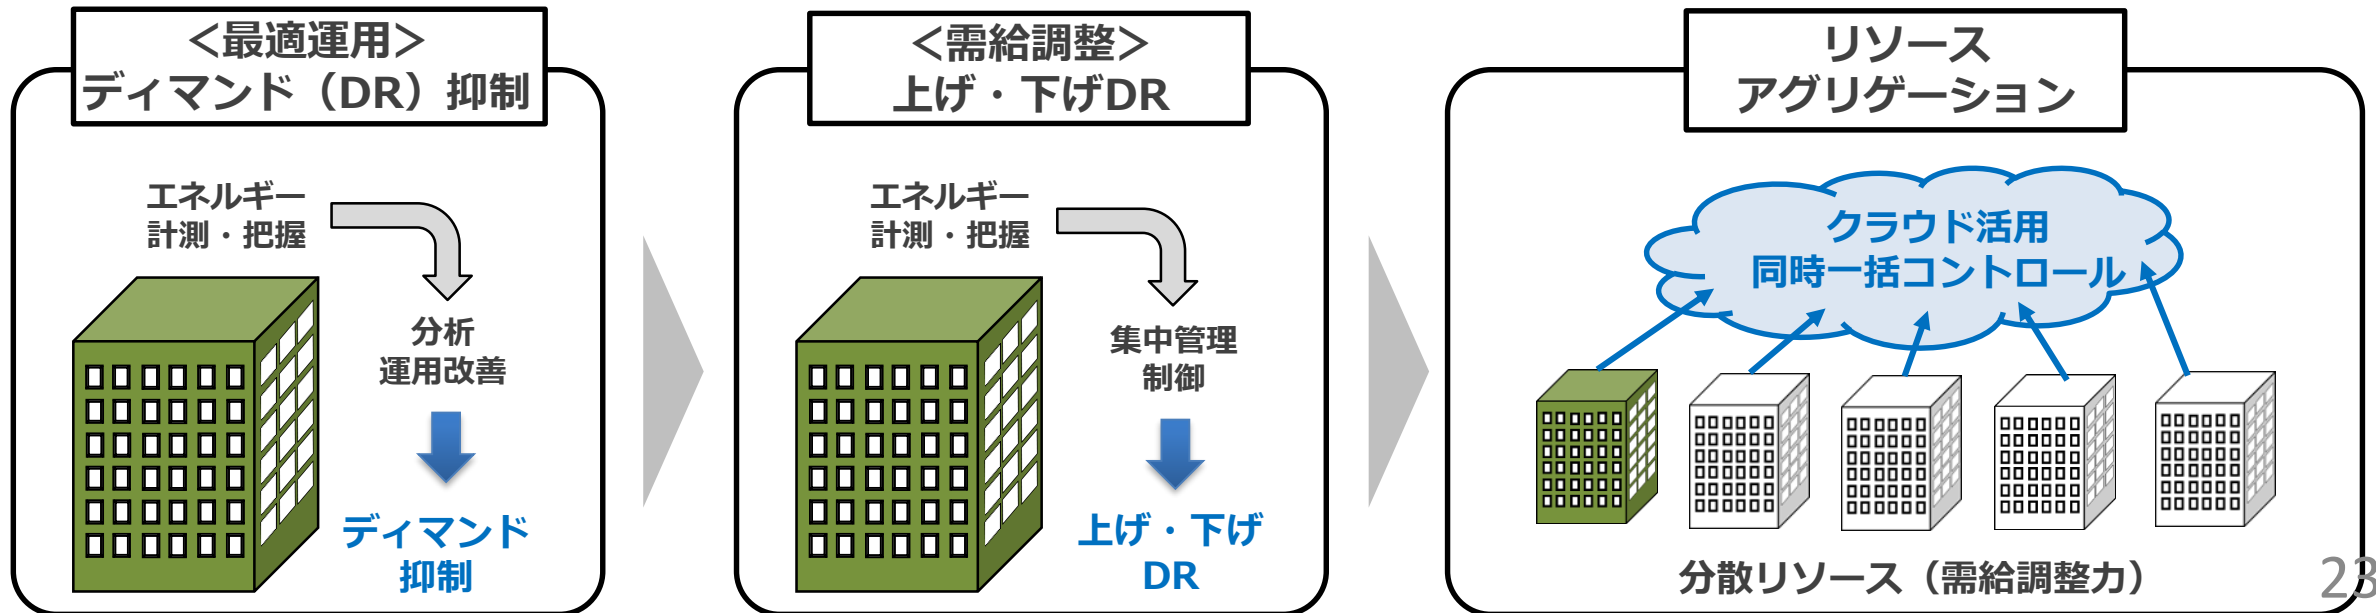 ＜最適運用＞
ディマンド（DR）抑制
エネルギー
計測・把握
分析
運用改善
ディマンド
抑制
＜需給調整＞
上げ・下げDR
エネルギー
計測・把握
集中管理
制御
上げ・下げ
DR
リソース
アグリゲーション
クラウド活用
同時一括コントロール
分散リソース（需給調整力）
23